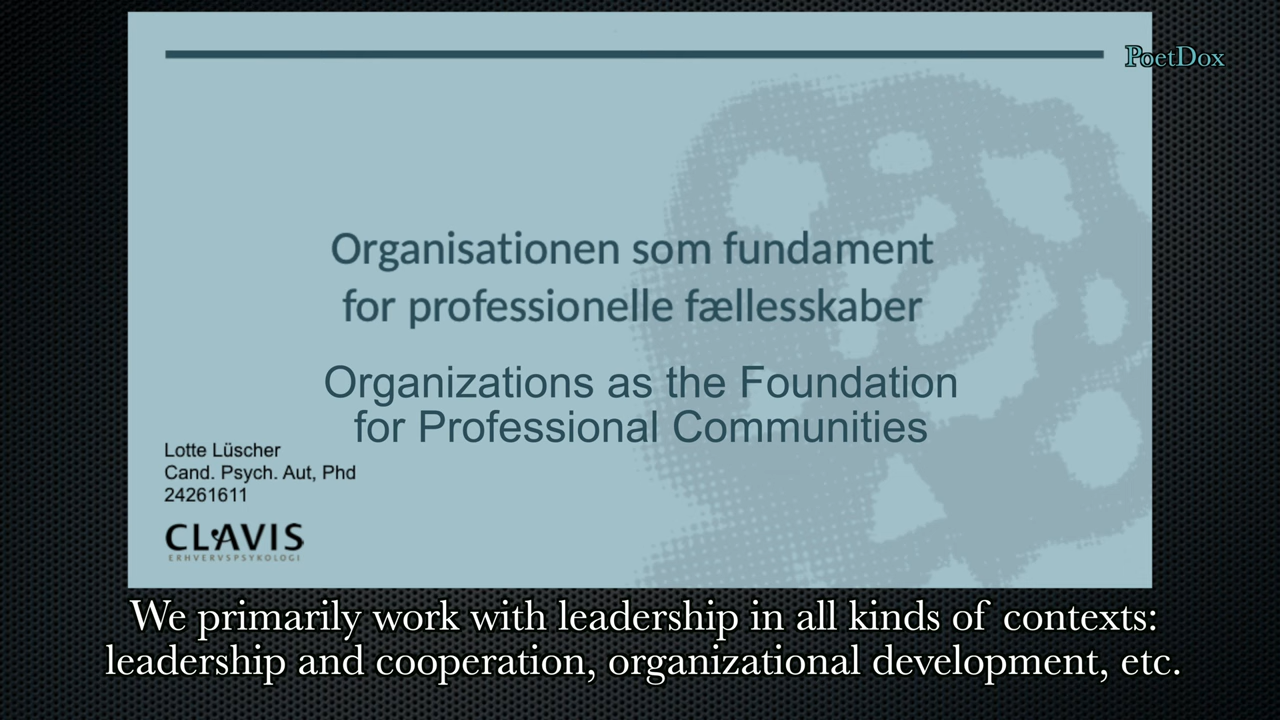 PoetDox
Organisationen som fundament
for professionelle fællesskaber
Organizations as the Foundation
for Professional Communities
Lotte Lüscher
Cand. Psych. Aut, Phd
24261611
CLAVIS
ERHVERVSPSYKOLOGI
We primarily work with leadership in all kinds of contexts:
leadership and cooperation, organizational development, etc.